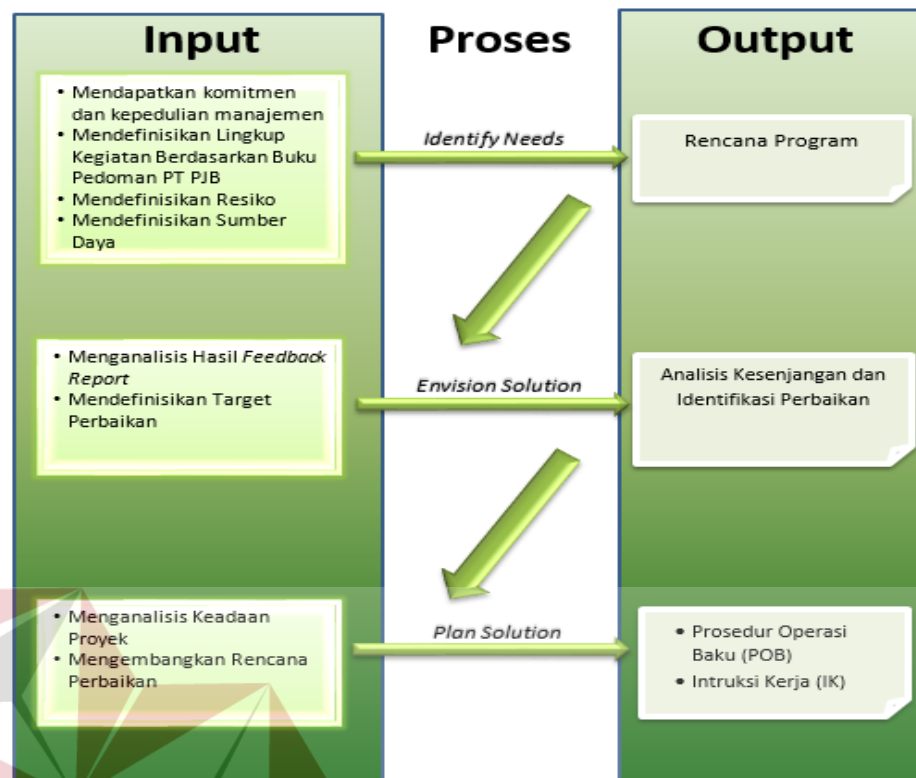 Input
Proses
Output
• Mendapatkan komitmen
dan kepedulian manajemen
• Mendefinisikan Lingkup
Kegiatan Berdasarkan Buku
Pedoman PT PJB
• Mendefinisikan Resiko
• Mendefinisikan Sumber
Daya
Identify Needs
Rencana Program
• Menganalisis Hasil Feedback
Report
• Mendefinisikan Target
Perbaikan
Envision Solution
Analisis Kesenjangan dan
Identifikasi Perbaikan
• Menganalisis Keadaan
Proyek
• Mengembangkan Rencana
Perbaikan
Plan Solution
• Prosedur Operasi
Baku (POB)
• Intruksi Kerja (IK)